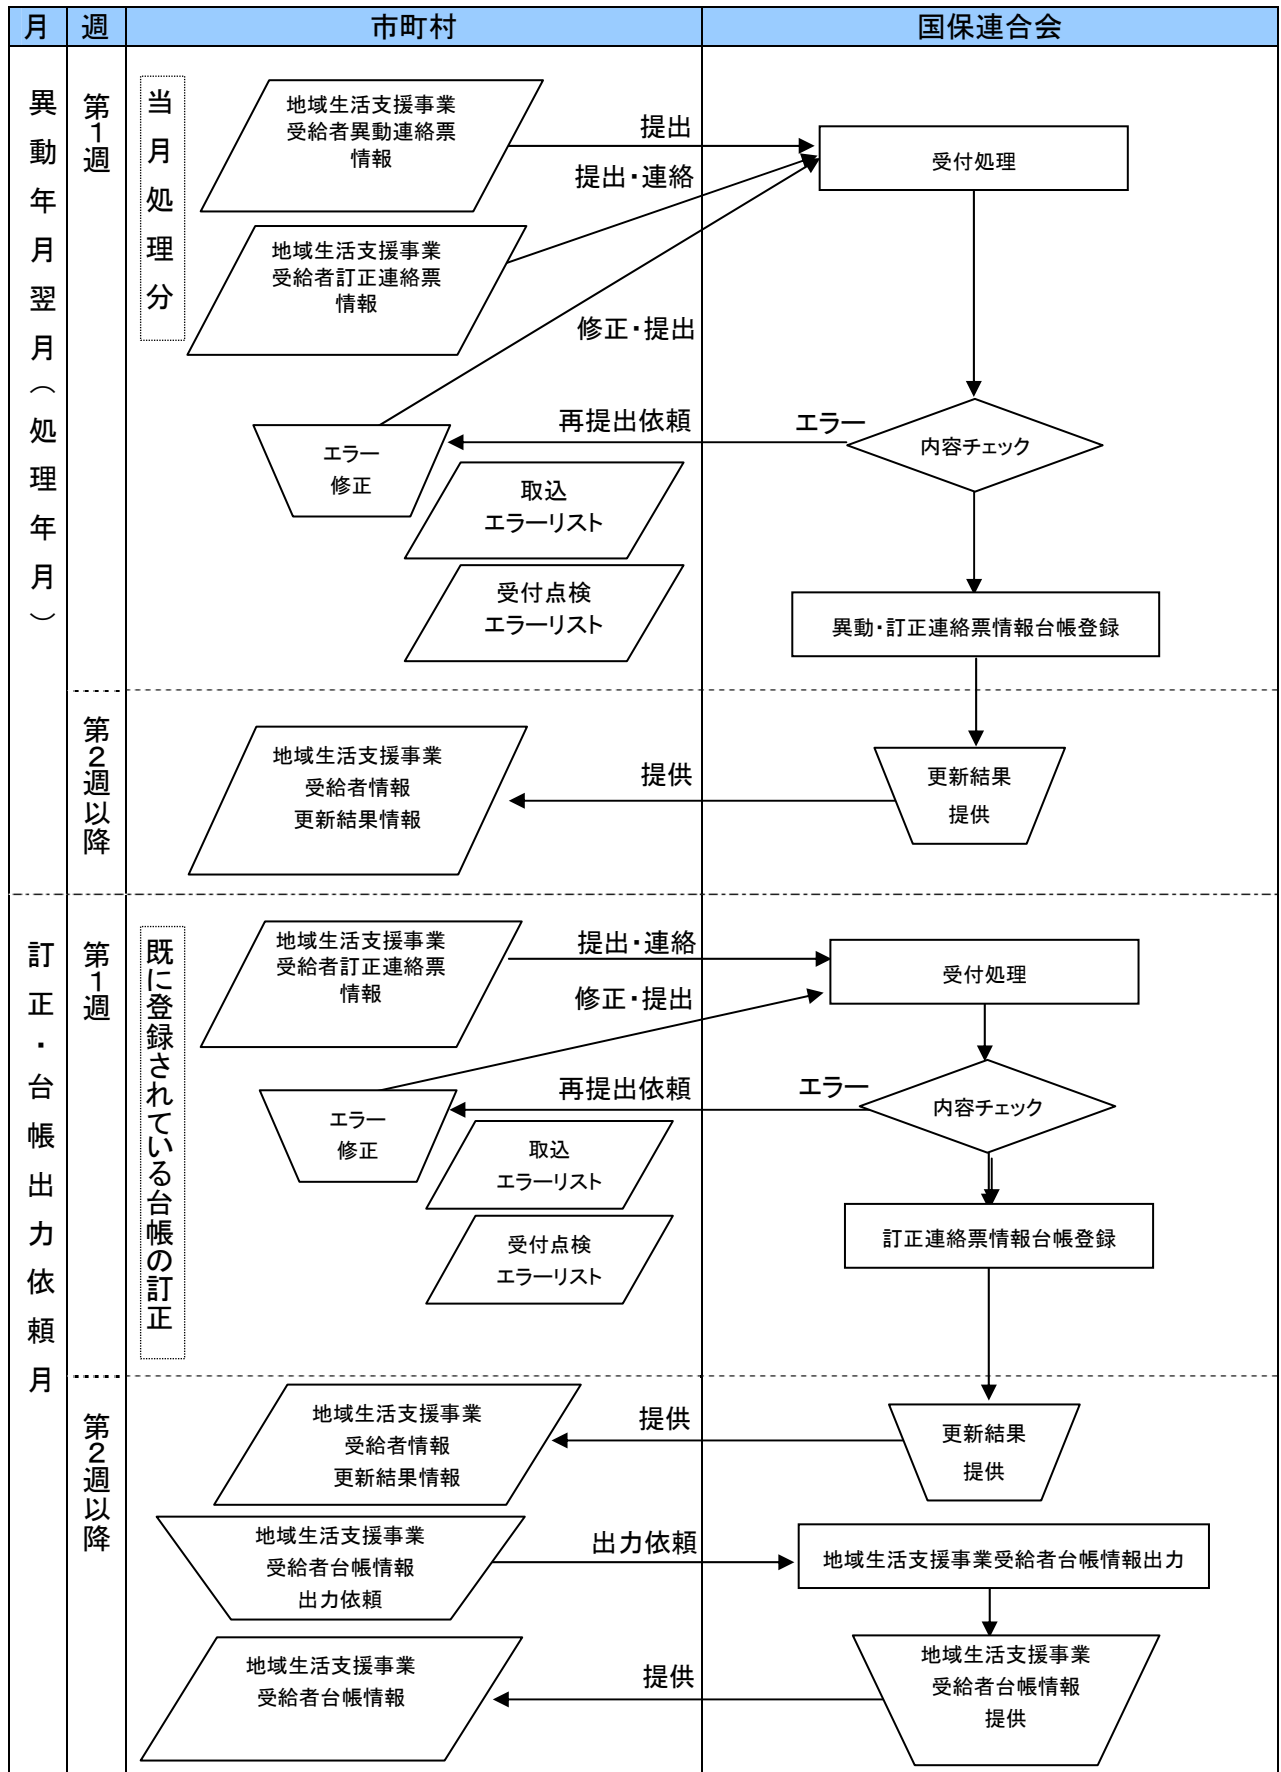 月
週
市町村
国保連合会
異動年月翌月（処理年月）
第1週
当月処理分
地域生活支援事業
受給者異動連絡票
情報
提出
受付処理
提出・連絡
地域生活支援事業
受給者訂正連絡票
情報
修正・提出
再提出依頼
エラー
内容チェック
エラー
修正
取込
エラーリスト
受付点検
エラーリスト
異動・訂正連絡票情報台帳登録
第2週以降
地域生活支援事業
受給者情報
更新結果情報
提供
更新結果
提供
訂正・台帳出力依頼月
第1週
既に登録されている台帳の訂正
地域生活支援事業
受給者訂正連絡票
情報
提出・連絡
受付処理
修正・提出
再提出依頼
エラー
内容チェック
エラー
修正
取込
エラーリスト
受付点検
エラーリスト
訂正連絡票情報台帳登録
第2週以降
地域生活支援事業
受給者情報
更新結果情報
提供
更新結果
提供
地域生活支援事業
受給者台帳情報
出力依頼
出力依頼
地域生活支援事業受給者台帳情報出力
地域生活支援事業
受給者台帳情報
提供
地域生活支援事業
受給者台帳情報
提供